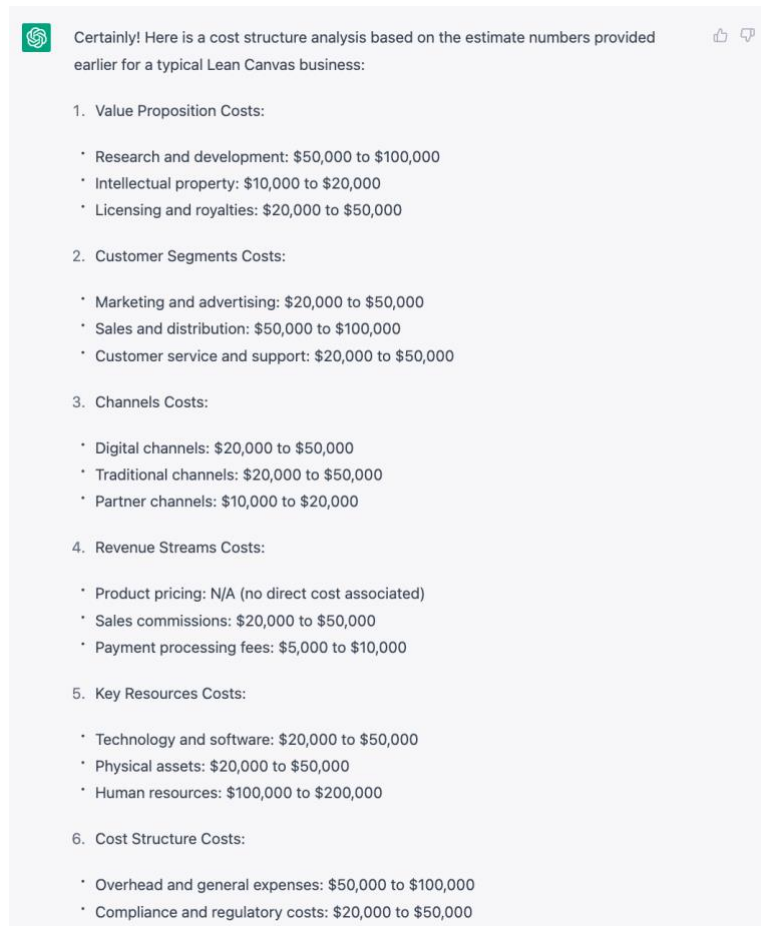 Certainly! Here is a cost structure analysis based on the estimate numbers provided
earlier for a typical Lean Canvas business:
1. Value Proposition Costs:
• Research and development: $50,000 to $100,000
• Intellectual property: $10,000 to $20,000
• Licensing and royalties: $20,000 to $50,000
2. Customer Segments Costs:
• Marketing and advertising: $20,000 to $50,000
• Sales and distribution: $50,000 to $100,000
• Customer service and support: $20,000 to $50,000
3. Channels Costs:
• Digital channels: $20,000 to $50,000
• Traditional channels: $20,000 to $50,000
• Partner channels: $10,000 to $20,000
4. Revenue Streams Costs:
• Product pricing: N/A (no direct cost associated)
• Sales commissions: $20,000 to $50,000
• Payment processing fees: $5,000 to $10,000
5. Key Resources Costs:
• Technology and software: $20,000 to $50,000
• Physical assets: $20,000 to $50,000
• Human resources: $100,000 to $200,000
6. Cost Structure Costs:
• Overhead and general expenses: $50,000 to $100,000
• Compliance and regulatory costs: $20,000 to $50,000